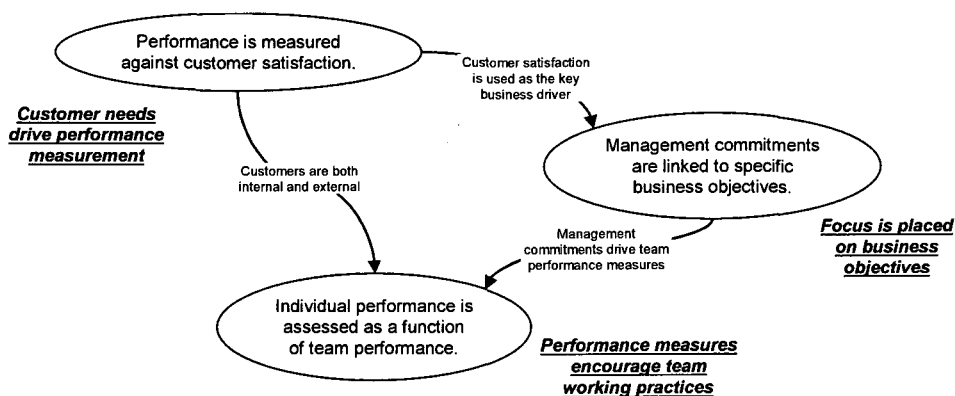 Performance is measured
against customer satisfaction.
Customer satisfaction
is used as the key
business driver
Customer needs
drive performance
measurement
Management commitments
are linked to specific
business objectives.
Customers are both
internal and external
Focus is placed
on business
objectives
Management
commitments drive team
performance measures
Individual performance is
assessed as a function
of team performance.
Performance measures
encourage team
working practices